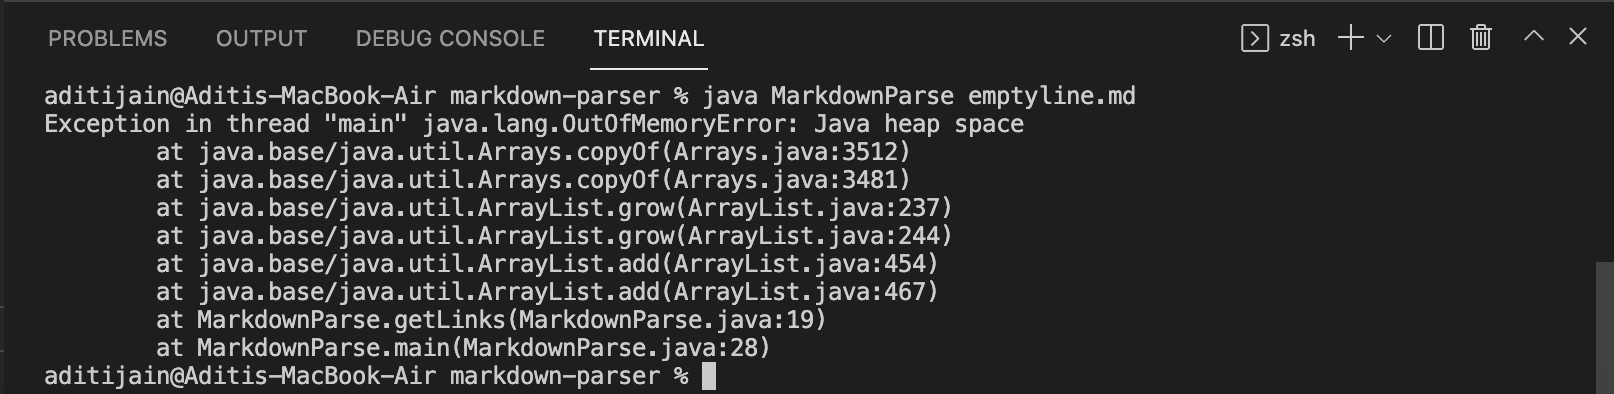 PROBLEMS OUTPUT DEBUG CONSOLE TERMINAL zsh
aditijain@Aditis-MacBook-Air markdown-parser % java MarkdownParse emptyline.md
Exception in thread "main" java.lang.OutOfMemoryError: Java heap space
        at java.base/java.util.Arrays.copyOf(Arrays.java:3512)
        at java.base/java.util.Arrays.copyOf(Arrays.java:3481)
        at java.base/java.util.ArrayList.grow(ArrayList.java:237)
        at java.base/java.util.ArrayList.grow(ArrayList.java:244)
        at java.base/java.util.ArrayList.add(ArrayList.java:454)
        at java.base/java.util.ArrayList.add(ArrayList.java:467)
        at MarkdownParse.getLinks(MarkdownParse.java:19)
        at MarkdownParse.main(MarkdownParse.java:28)
aditijain@Aditis-MacBook-Air markdown-parser %